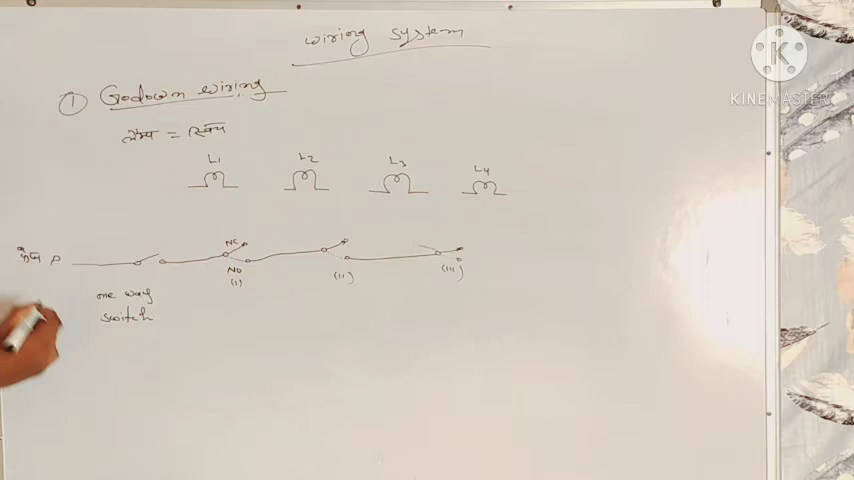 wiring system
K
KINEMASTER
① Godown wiring
लैम्प = स्विच
L1 L2 L3 L4
NC
फेज P
NO
(I) (II) (III)
one way
switch